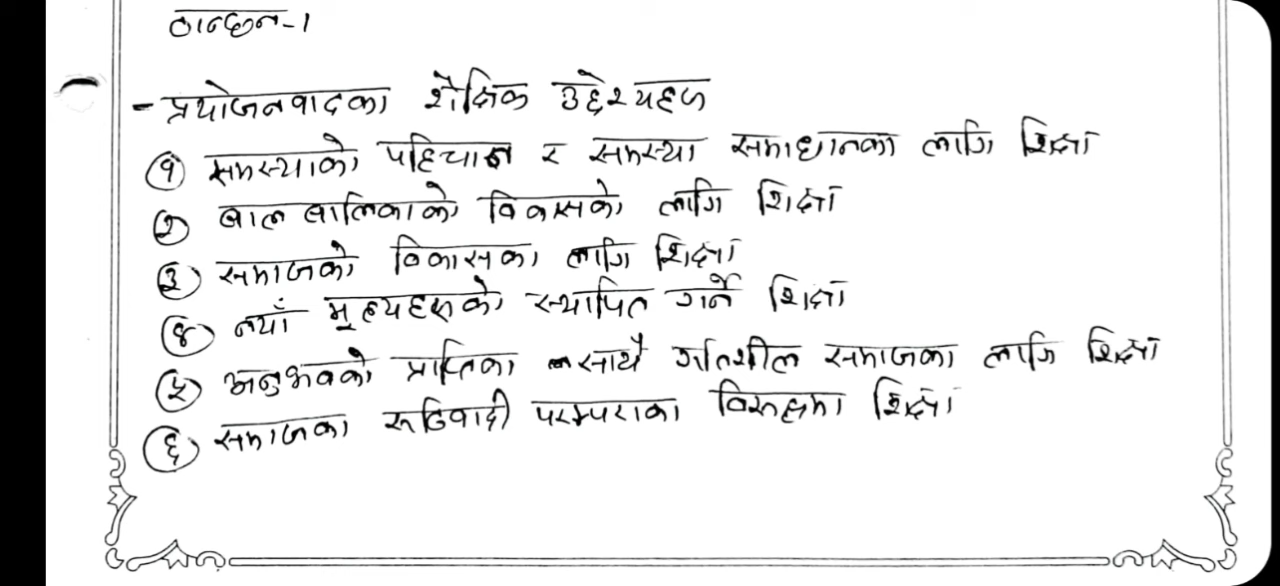 ठान्छन-१
- प्रयोजनवादका शैक्षिक उद्देश्यहरु
१ समस्याको पहिचान र समस्या समाधानका लागि शिक्षा
२ बाल बालिकाको विकासको लागि शिक्षा
३ समाजको विकासका लागि शिक्षा
४ नयाँ मूल्यहरुको स्थापित गर्ने शिक्षा
५ अनुभवको प्राप्तिका साथै गतिशील समाजका लागि शिक्षा
६ समाजका रूढिवादी परम्पराका विरुद्धमा शिक्षा